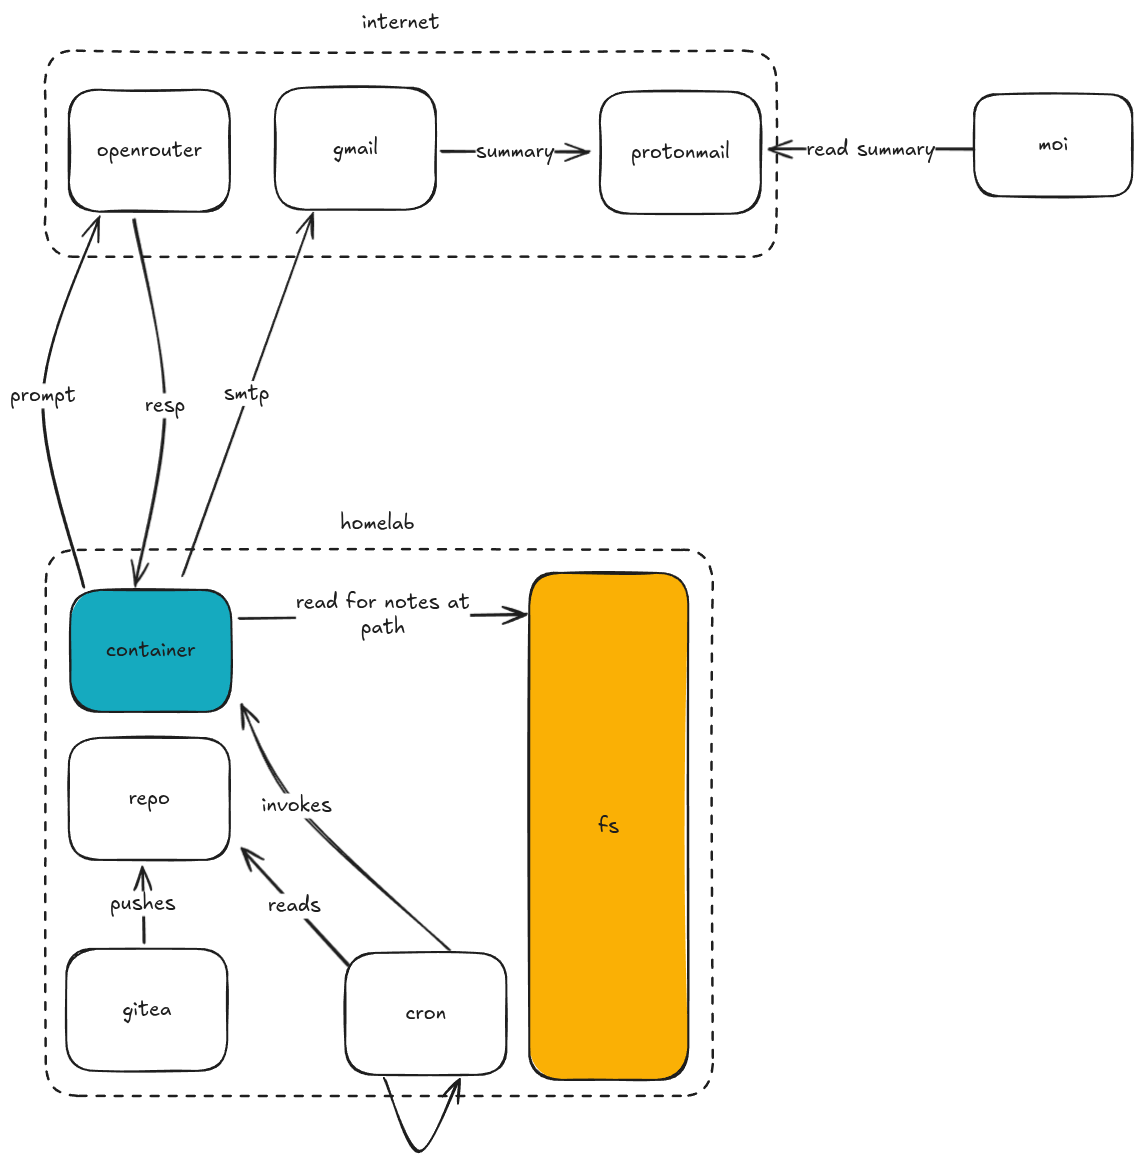 internet
openrouter
gmail
summary
protonmail
read summary
moi
prompt
resp
smtp
homelab
container
read for notes at
path
repo
invokes
fs
pushes
reads
gitea
cron